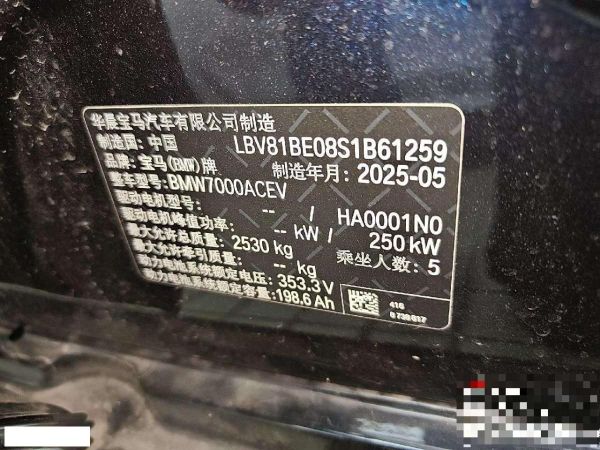 华晨宝马汽车有限公司制造
制造国：中国 LBV81BE08S1B61259
品牌：宝马(BMW)牌 制造年月：2025-05
整车型号：BMW7000ACEV
驱动电机型号： -- / HA0001N0
驱动电机峰值功率： -- kW / 250 kW
最大允许总质量：2530 kg 乘坐人数：5
最大允许牵引质量： -- kg
动力电池系统额定电压：353.3V
动力电池系统额定容量：198.6Ah
416
8 739 617